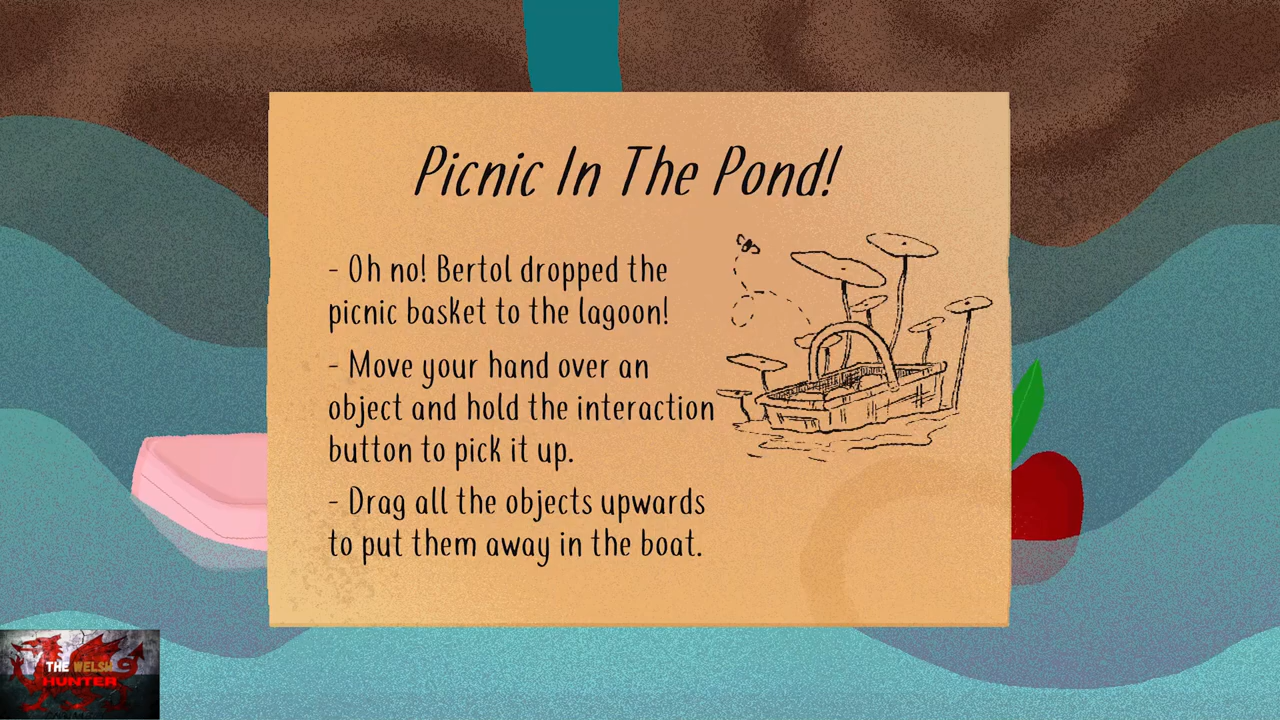 Picnic In The Pond!
- Oh no! Bertol dropped the
picnic basket to the lagoon!
- Move your hand over an
object and hold the interaction
button to pick it up.
- Drag all the objects upwards
to put them away in the boat.
THE WELSH
HUNTER